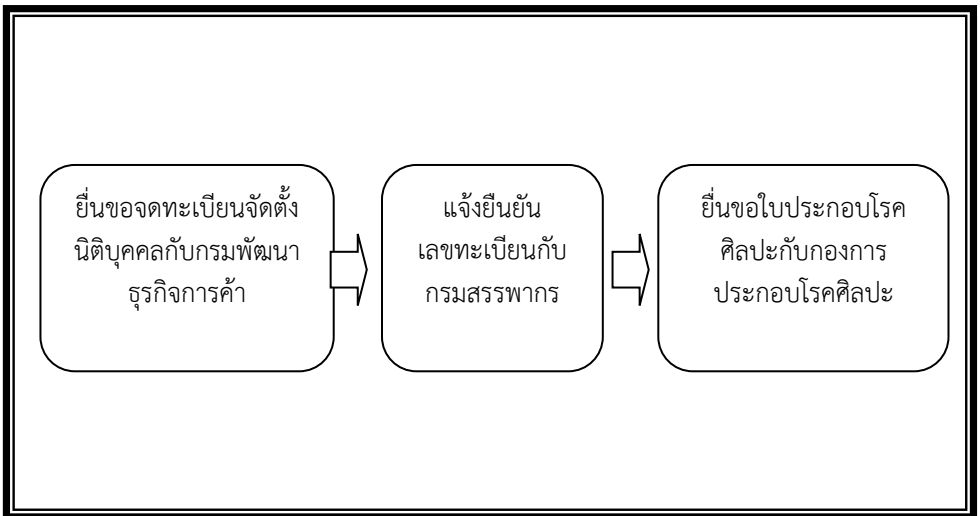 ยื่นขอจดทะเบียนจัดตั้ง
นิติบุคคลกับกรมพัฒนา
ธุรกิจการค้า
แจ้งยืนยัน
เลขทะเบียนกับ
กรมสรรพากร
ยื่นขอใบประกอบโรค
ศิลปะกับกองการ
ประกอบโรคศิลปะ